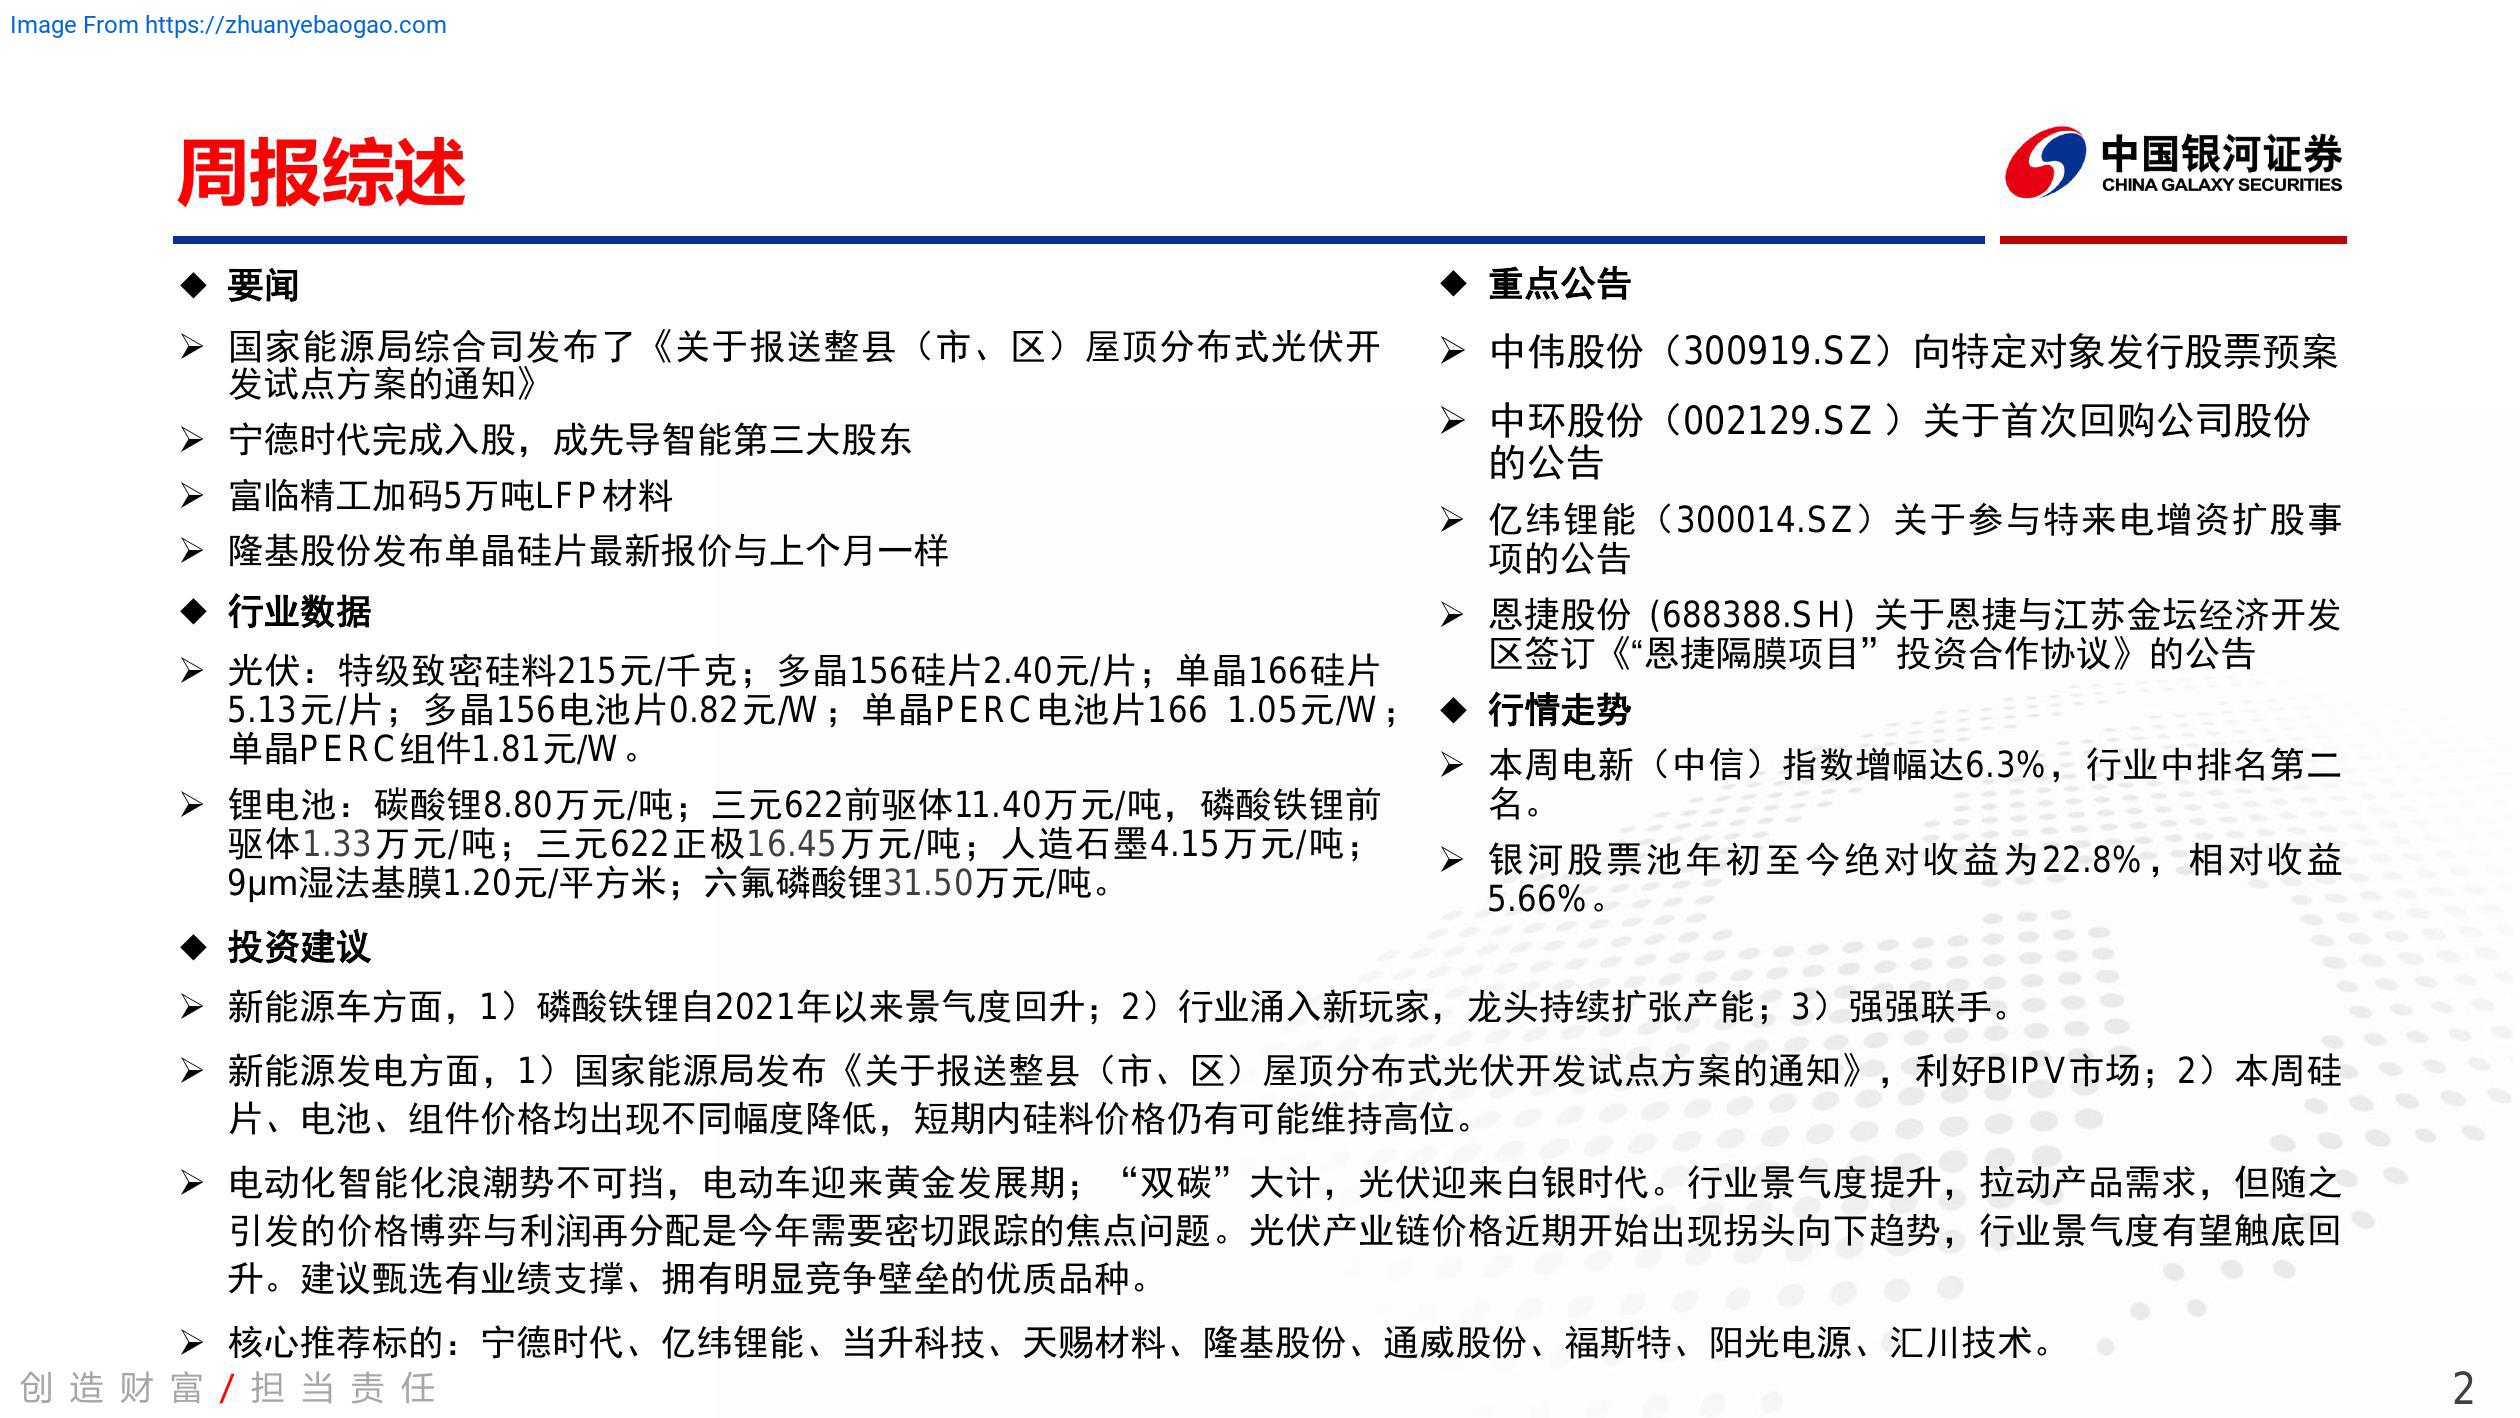 Image From https://zhuanyebaogao.com
周报综述
中国银河证券
CHINA GALAXY SECURITIES
◆ 要闻
➢ 国家能源局综合司发布了《关于报送整县（市、区）屋顶分布式光伏开
发试点方案的通知》
➢ 宁德时代完成入股，成先导智能第三大股东
➢ 富临精工加码5万吨LFP材料
➢ 隆基股份发布单晶硅片最新报价与上个月一样
◆ 行业数据
➢ 光伏：特级致密硅料215元/千克；多晶156硅片2.40元/片；单晶166硅片
5.13元/片；多晶156电池片0.82元/W；单晶PERC电池片166 1.05元/W；
单晶PERC组件1.81元/W。
➢ 锂电池：碳酸锂8.80万元/吨；三元622前驱体11.40万元/吨，磷酸铁锂前
驱体1.33万元/吨；三元622正极16.45万元/吨；人造石墨4.15万元/吨；
9μm湿法基膜1.20元/平方米；六氟磷酸锂31.50万元/吨。
◆ 重点公告
➢ 中伟股份（300919.SZ）向特定对象发行股票预案
➢ 中环股份（002129.SZ ）关于首次回购公司股份
的公告
➢ 亿纬锂能（300014.SZ）关于参与特来电增资扩股事
项的公告
➢ 恩捷股份 (688388.SH) 关于恩捷与江苏金坛经济开发
区签订《“恩捷隔膜项目”投资合作协议》的公告
◆ 行情走势
➢ 本周电新（中信）指数增幅达6.3%，行业中排名第二
名。
➢ 银河股票池年初至今绝对收益为22.8%，相对收益
5.66%。
◆ 投资建议
➢ 新能源车方面，1）磷酸铁锂自2021年以来景气度回升；2）行业涌入新玩家，龙头持续扩张产能；3）强强联手。
➢ 新能源发电方面，1）国家能源局发布《关于报送整县（市、区）屋顶分布式光伏开发试点方案的通知》，利好BIPV市场；2）本周硅
片、电池、组件价格均出现不同幅度降低，短期内硅料价格仍有可能维持高位。
➢ 电动化智能化浪潮势不可挡，电动车迎来黄金发展期；“双碳”大计，光伏迎来白银时代。行业景气度提升，拉动产品需求，但随之
引发的价格博弈与利润再分配是今年需要密切跟踪的焦点问题。光伏产业链价格近期开始出现拐头向下趋势，行业景气度有望触底回
升。建议甄选有业绩支撑、拥有明显竞争壁垒的优质品种。
➢ 核心推荐标的：宁德时代、亿纬锂能、当升科技、天赐材料、隆基股份、通威股份、福斯特、阳光电源、汇川技术。
创造财富/担当责任
2